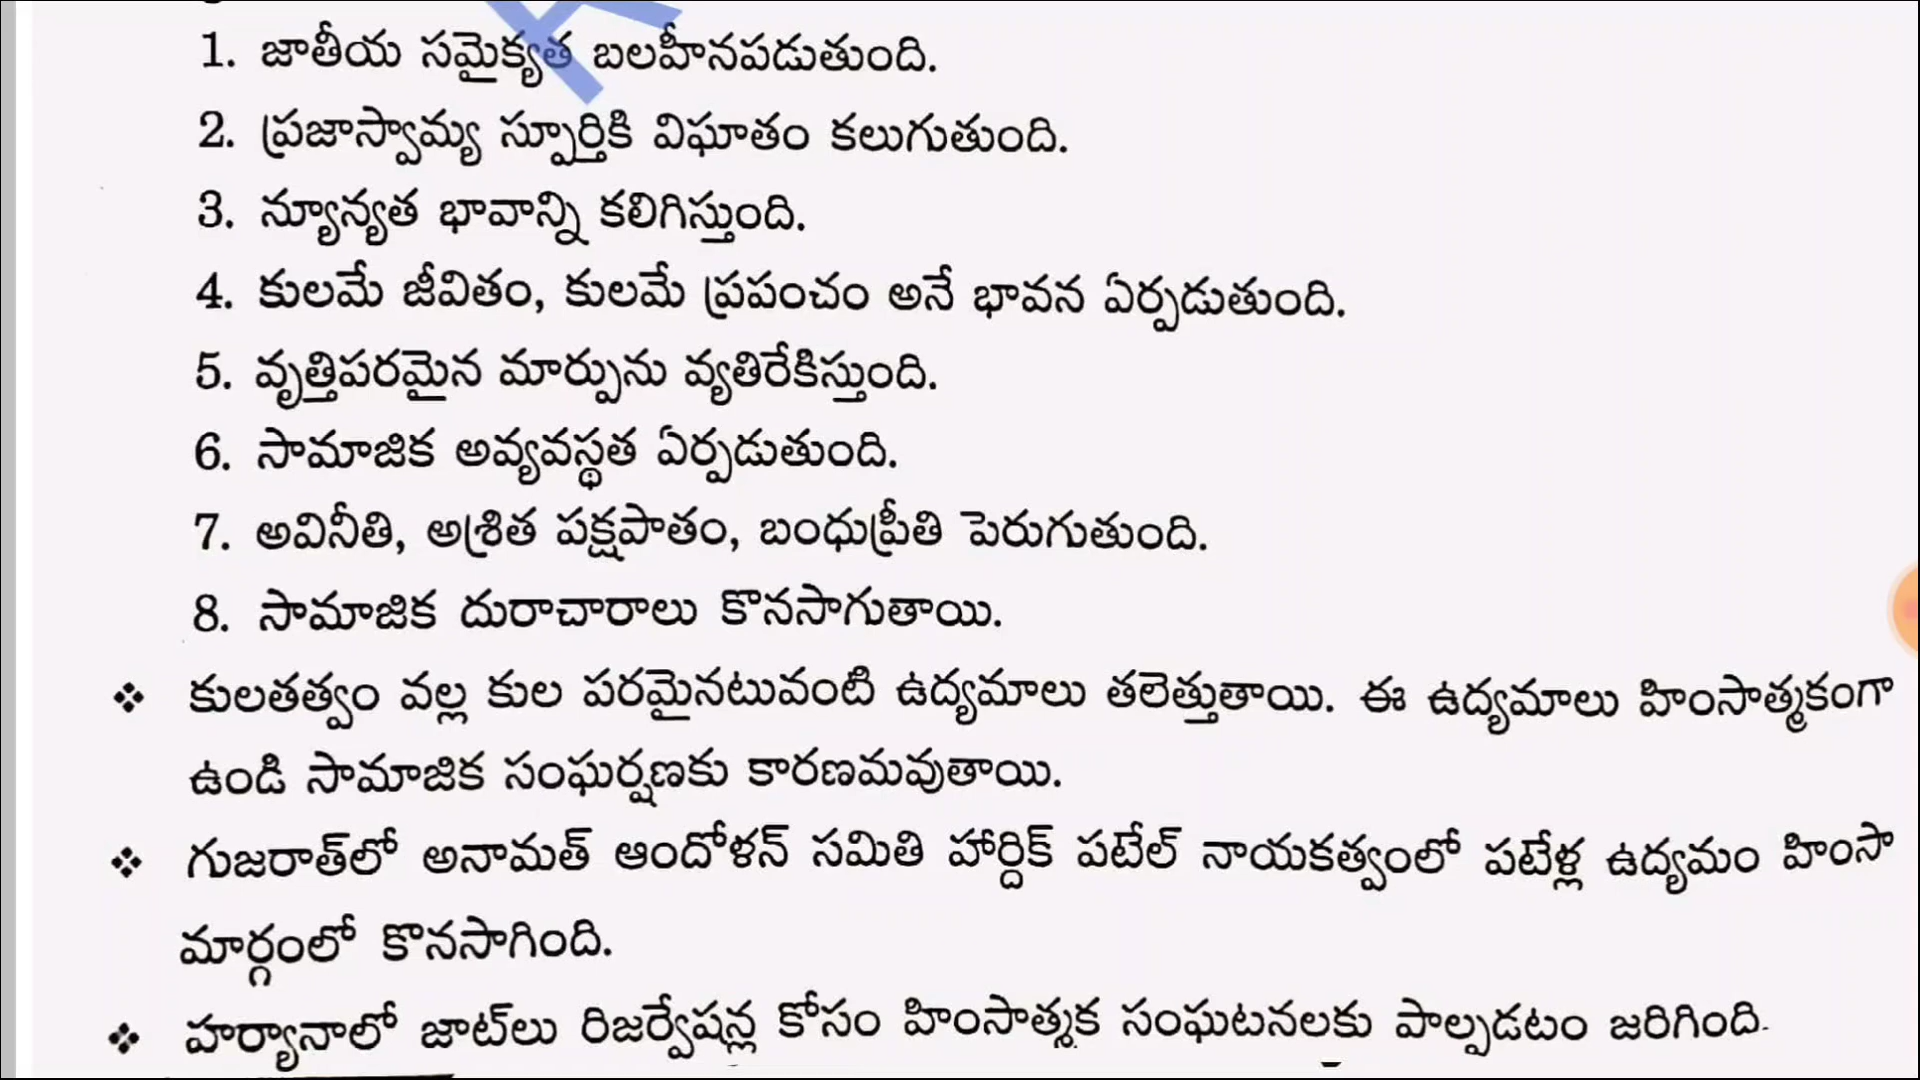 1. జాతీయ సమైక్యత బలహీనపడుతుంది.
2. ప్రజాస్వామ్య స్పూర్తికి విఘాతం కలుగుతుంది.
3. న్యూన్యత భావాన్ని కలిగిస్తుంది.
4. కులమే జీవితం, కులమే ప్రపంచం అనే భావన ఏర్పడుతుంది.
5. వృత్తిపరమైన మార్పును వ్యతిరేకిస్తుంది.
6. సామాజిక అవ్యవస్థత ఏర్పడుతుంది.
7. అవినీతి, అశ్రిత పక్షపాతం, బంధుప్రీతి పెరుగుతుంది.
8. సామాజిక దురాచారాలు కొనసాగుతాయి.
❖ కులతత్వం వల్ల కుల పరమైనటువంటి ఉద్యమాలు తలెత్తుతాయి. ఈ ఉద్యమాలు హింసాత్మకంగా
ఉండి సామాజిక సంఘర్షణకు కారణమవుతాయి.
❖ గుజరాత్‌లో అనామత్ ఆందోళన్ సమితి హార్దిక్ పటేల్ నాయకత్వంలో పటేళ్ల ఉద్యమం హింసా
మార్గంలో కొనసాగింది.
❖ హర్యానాలో జాట్‌లు రిజర్వేషన్ల కోసం హింసాత్మక సంఘటనలకు పాల్పడటం జరిగింది.